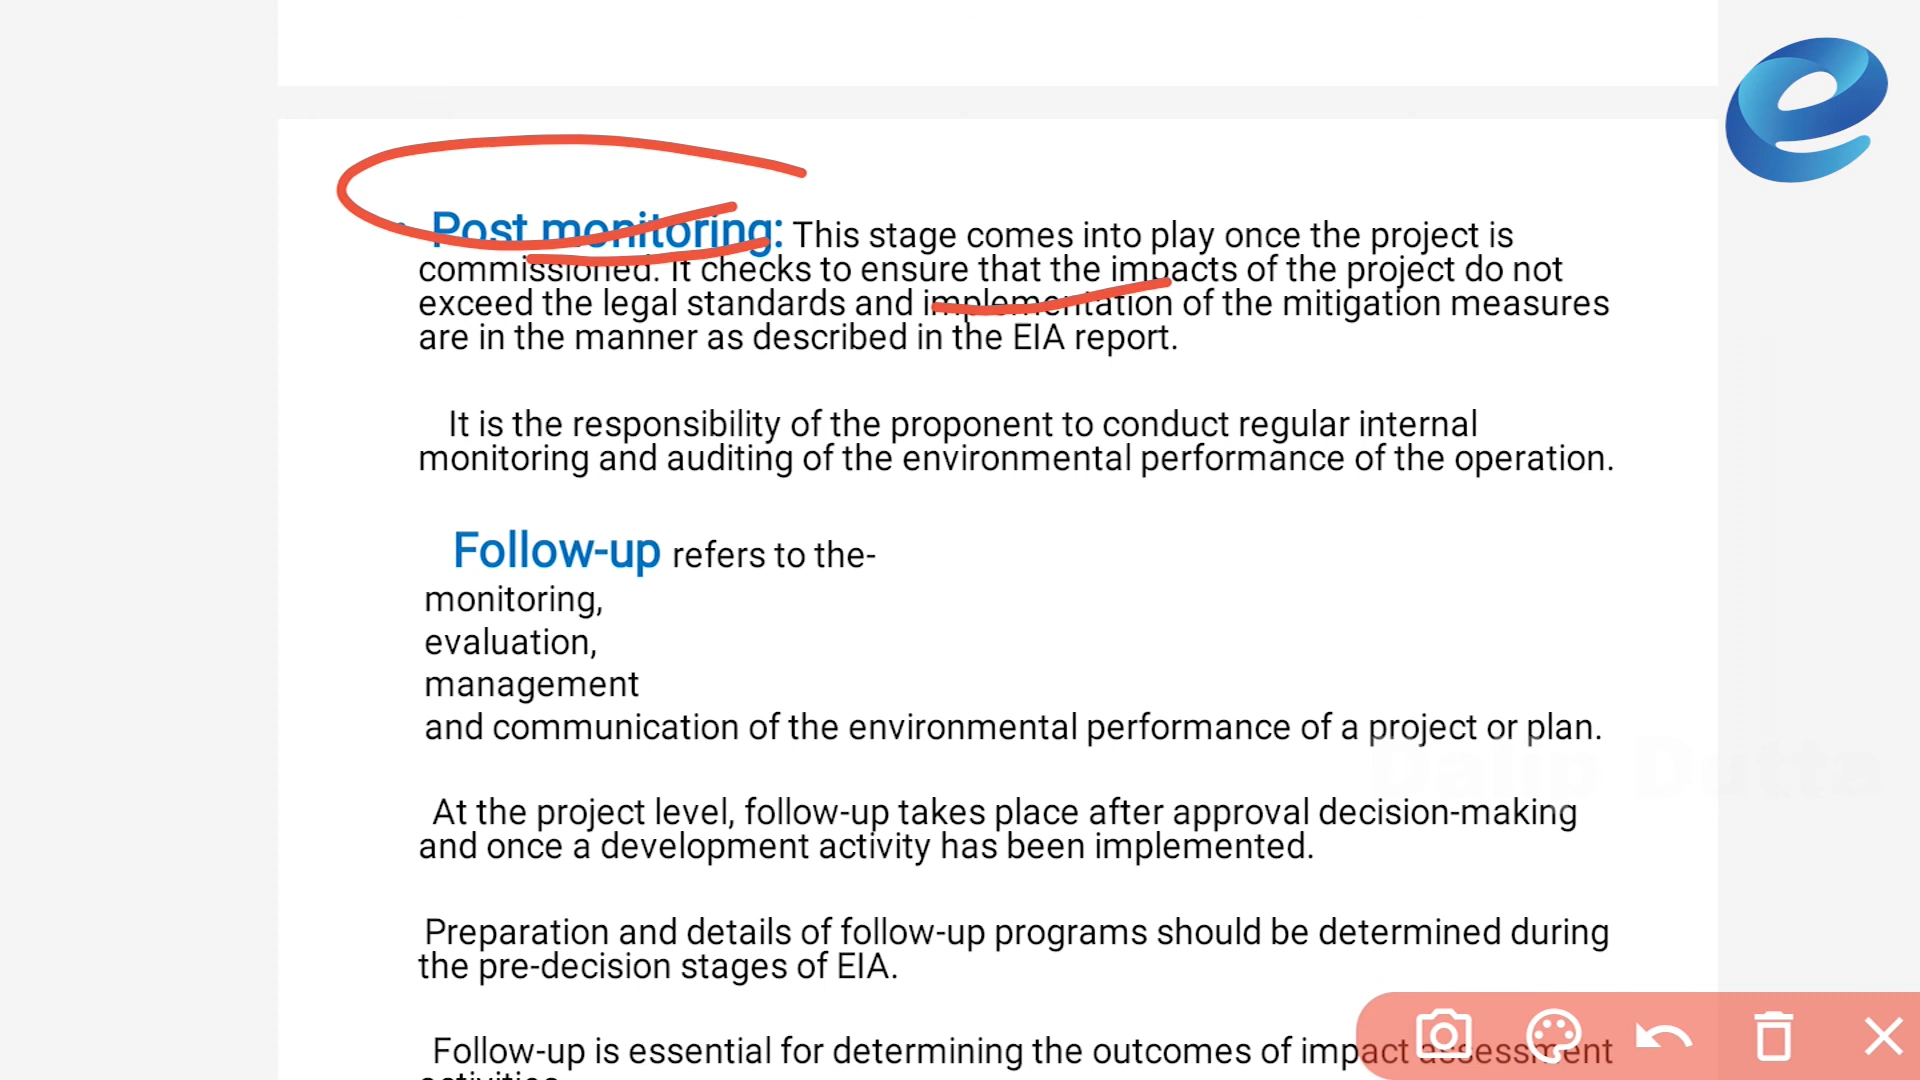 Post monitoring: This stage comes into play once the project is
commissioned. It checks to ensure that the impacts of the project do not
exceed the legal standards and implementation of the mitigation measures
are in the manner as described in the EIA report.
It is the responsibility of the proponent to conduct regular internal
monitoring and auditing of the environmental performance of the operation.
Follow-up refers to the-
monitoring,
evaluation,
management
and communication of the environmental performance of a project or plan.
Dalip Dutta
At the project level, follow-up takes place after approval decision-making
and once a development activity has been implemented.
Preparation and details of follow-up programs should be determined during
the pre-decision stages of EIA.
Follow-up is essential for determining the outcomes of impact assessment
activities